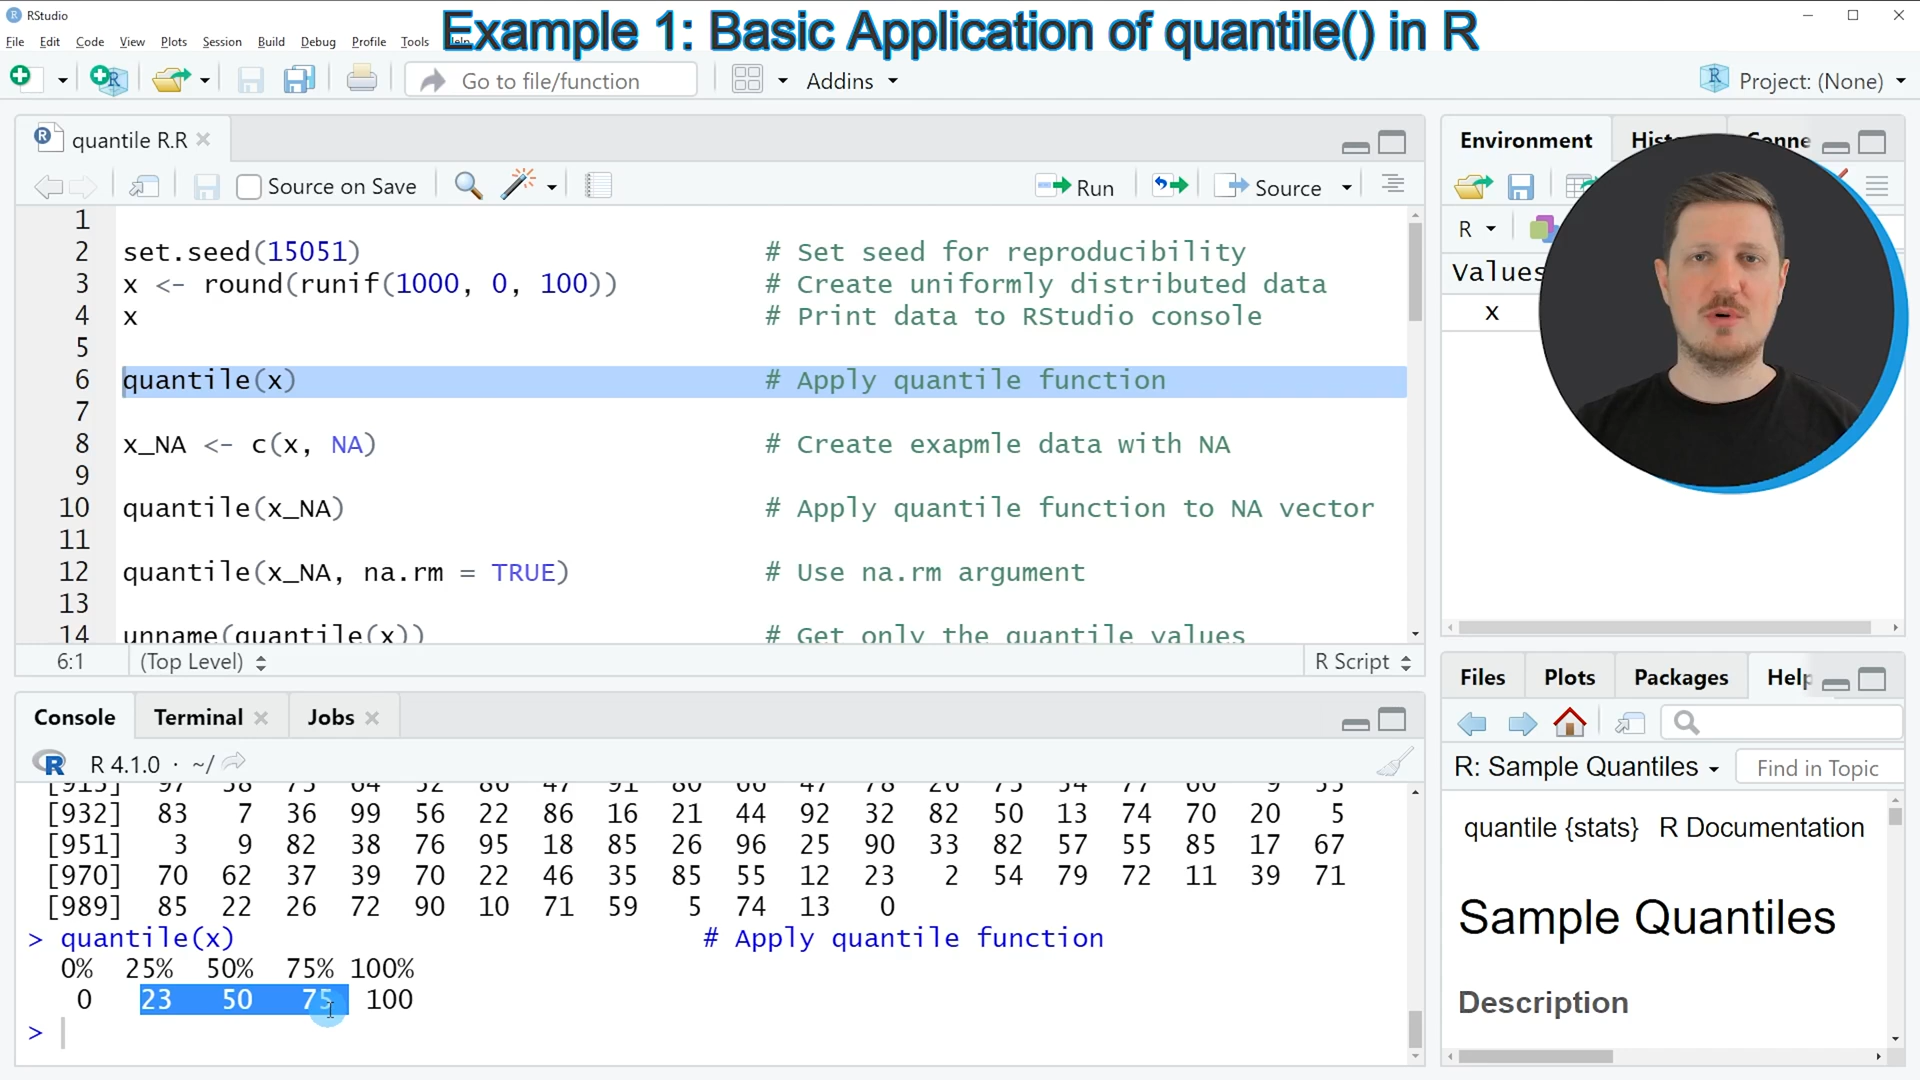 RStudio
Example 1: Basic Application of quantile() in R
File Edit Code View Plots Session Build Debug Profile Tools Help
Go to file/function
Addins
Project: (None)
quantile R.R
Source on Save
Run
Source
1
2 set.seed(15051) # Set seed for reproducibility
3 x <- round(runif(1000, 0, 100)) # Create uniformly distributed data
4 x # Print data to RStudio console
5
6 quantile(x) # Apply quantile function
7
8 x_NA <- c(x, NA) # Create exapmle data with NA
9
10 quantile(x_NA) # Apply quantile function to NA vector
11
12 quantile(x_NA, na.rm = TRUE) # Use na.rm argument
13
14 unname(quantile(x)) # Get only the quantile values
6:1 (Top Level) R Script
Console Terminal Jobs
R 4.1.0 · ~/
[932] 83 7 36 99 56 22 86 16 21 44 92 32 82 50 13 74 70 20 5
[951] 3 9 82 38 76 95 18 85 26 96 25 90 33 82 57 55 85 17 67
[970] 70 62 37 39 70 22 46 35 85 55 12 23 2 54 79 72 11 39 71
[989] 85 22 26 72 90 10 71 59 5 74 13 0
> quantile(x) # Apply quantile function
0% 25% 50% 75% 100%
0 23 50 75 100
>
Environment
R
Values
x
Files Plots Packages Help
R: Sample Quantiles
Find in Topic
quantile {stats} R Documentation
Sample Quantiles
Description